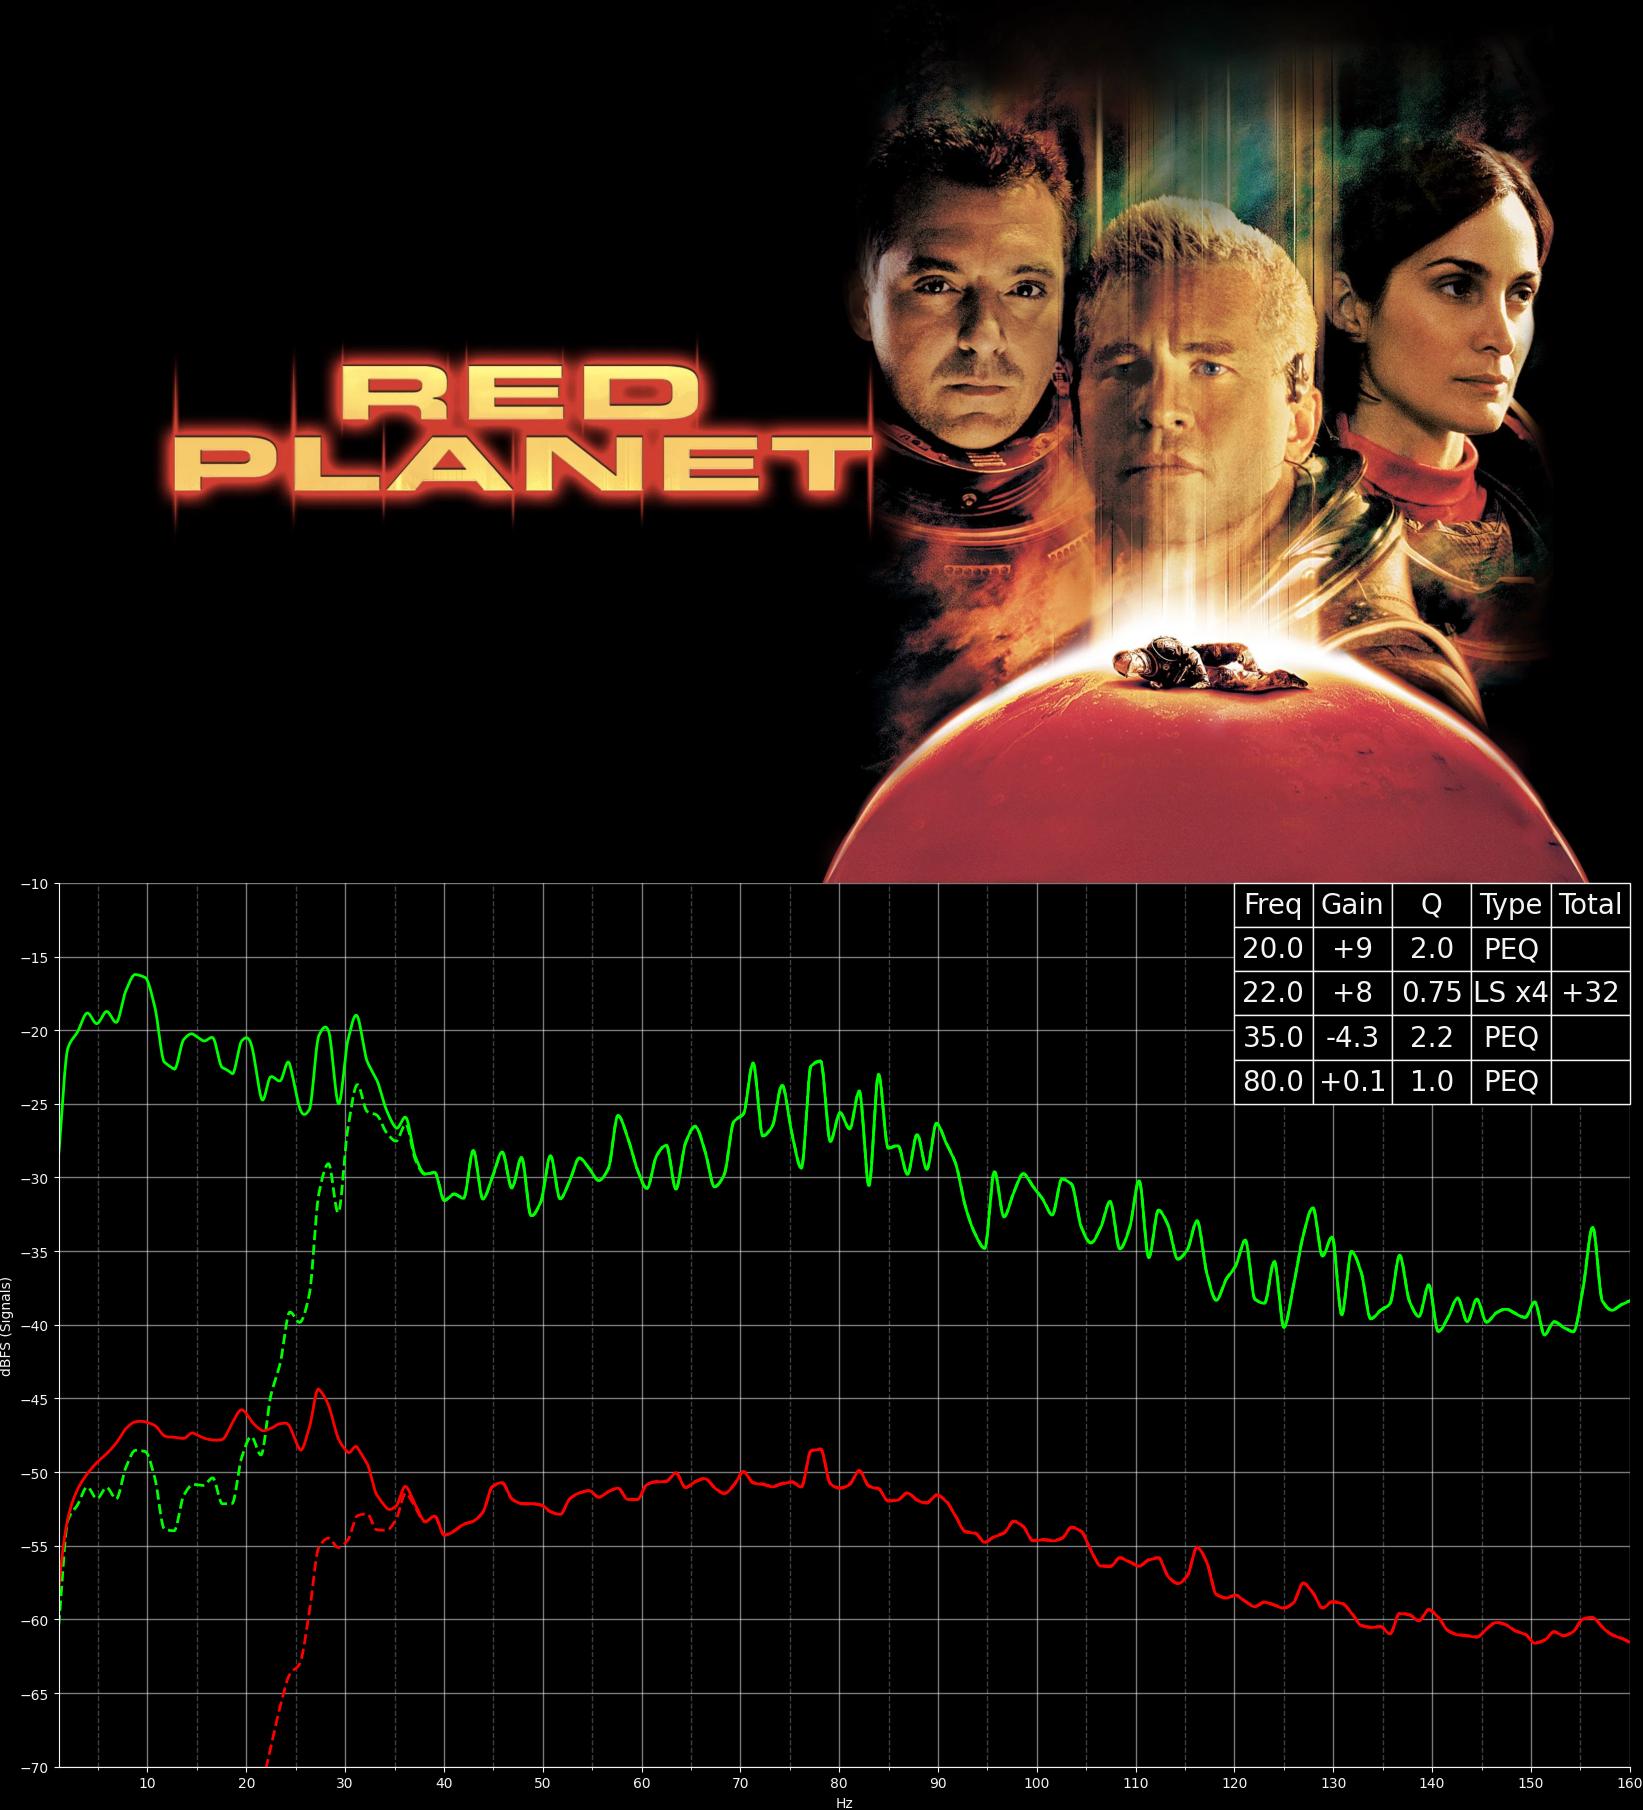 RED
PLANET
Freq Gain Q Type Total
20.0 +9 2.0 PEQ
22.0 +8 0.75 LS x4 +32
35.0 -4.3 2.2 PEQ
80.0 +0.1 1.0 PEQ
−10
−15
−20
−25
−30
−35
−40
−45
−50
−55
−60
−65
−70
dBFS (Signals)
10 20 30 40 50 60 70 80 90 100 110 120 130 140 150 160
Hz